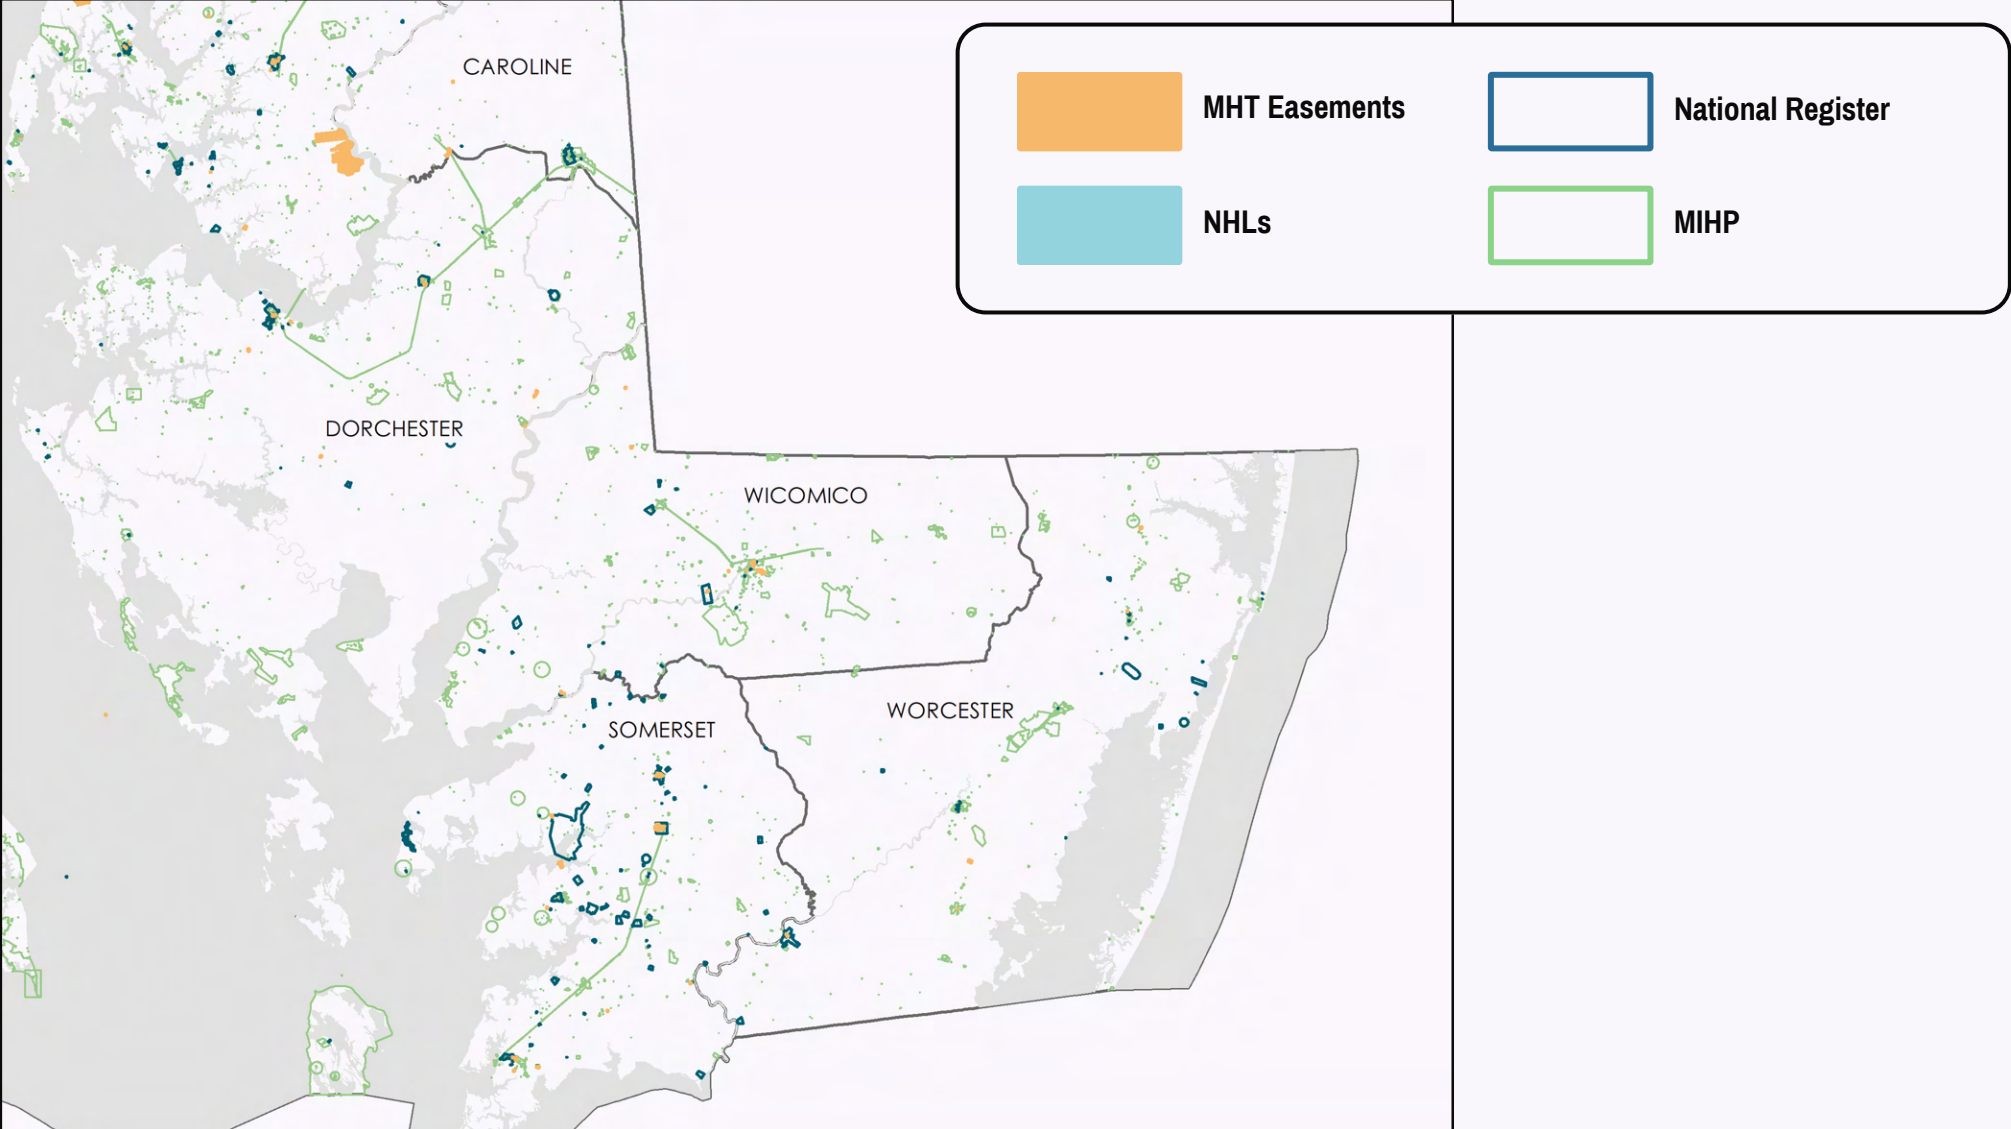 CAROLINE
MHT Easements
National Register
NHLs
MIHP
DORCHESTER
WICOMICO
WORCESTER
SOMERSET